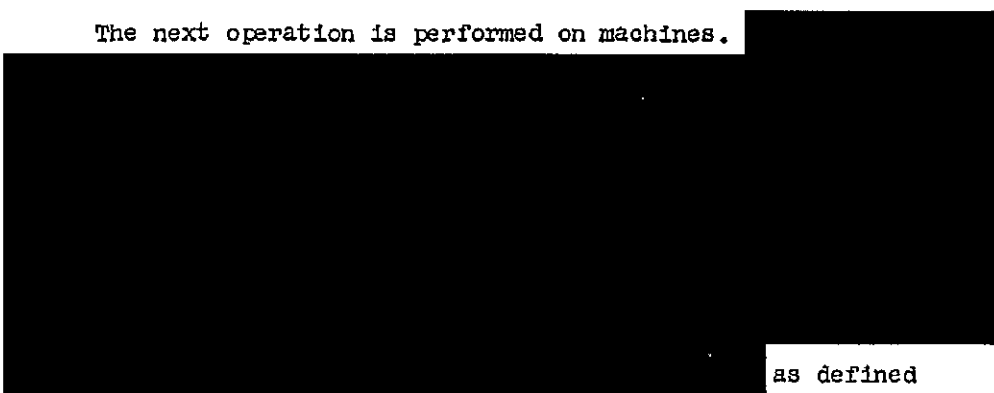 The next operation is performed on machines.
as defined